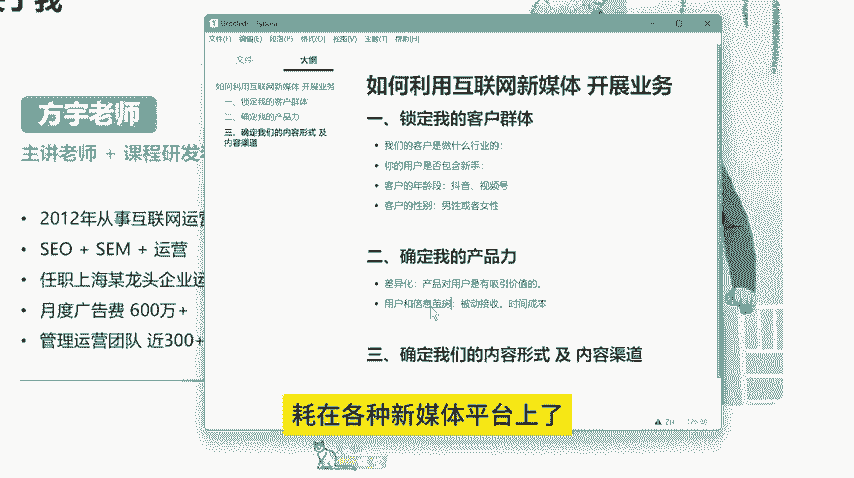 方宇老师
主讲老师 + 课程研发
• 2012年从事互联网运营
• SEO + SEM + 运营
• 任职上海某龙头企业运
• 月度广告费 600万+
• 管理运营团队 近300+
文件(F) 编辑(E) 段落(P) 格式(O) 视图(V) 主题(T) 帮助(H)
文件 大纲
如何利用互联网新媒体 开展业务
一、锁定我的客户群体
二、确定我的产品力
三、确定我们的内容形式 及
内容渠道
如何利用互联网新媒体 开展业务
一、锁定我的客户群体
• 我们的客户是做什么行业的：
• 你的用户是否包含新手：
• 客户的年龄段：抖音、视频号
• 客户的性别：男性或者女性
二、确定我的产品力
• 差异化：产品对用户是有吸引价值的。
• 用户和信息茧房：被动接收。时间成本
三、确定我们的内容形式 及 内容渠道
耗在各种新媒体平台上了